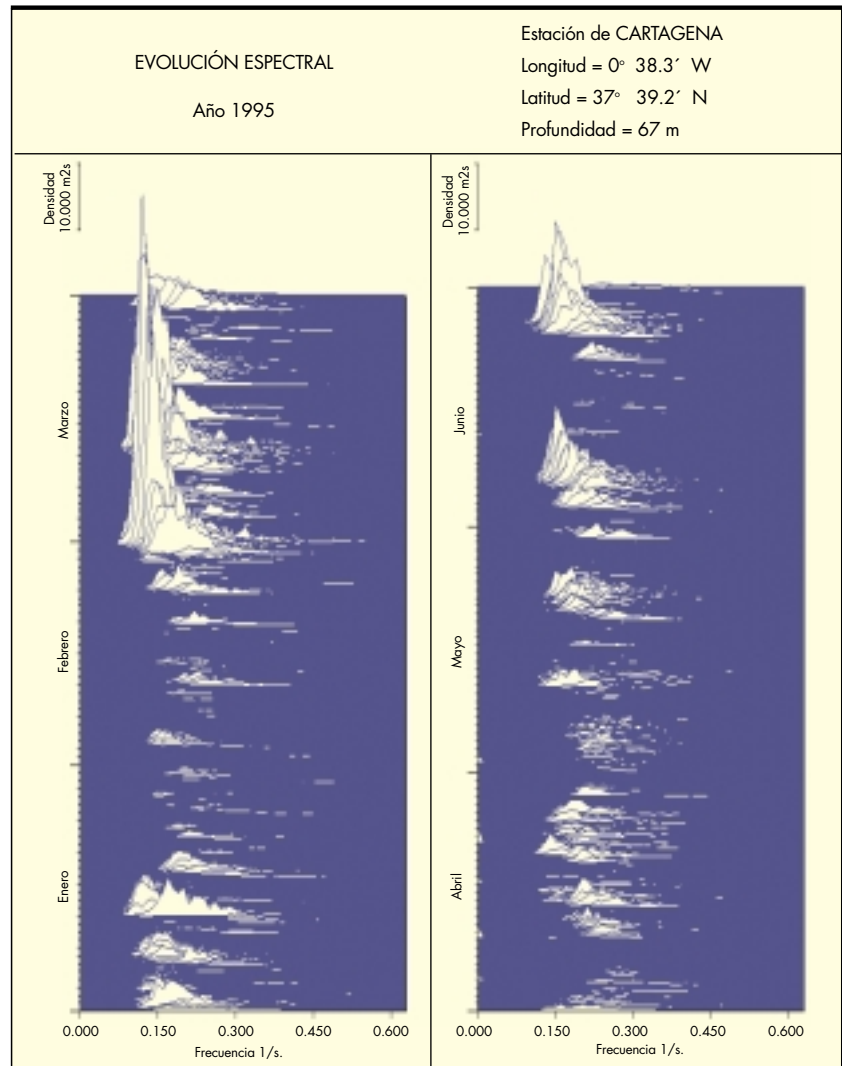 EVOLUCIÓN ESPECTRAL
Año 1995
Estación de CARTAGENA
Longitud = 0° 38.3´ W
Latitud = 37° 39.2´ N
Profundidad = 67 m
Densidad
10.000 m2s
Marzo
Febrero
Enero
0.000 0.150 0.300 0.450 0.600
Frecuencia 1/s.
Densidad
10.000 m2s
Junio
Mayo
Abril
0.000 0.150 0.300 0.450 0.600
Frecuencia 1/s.